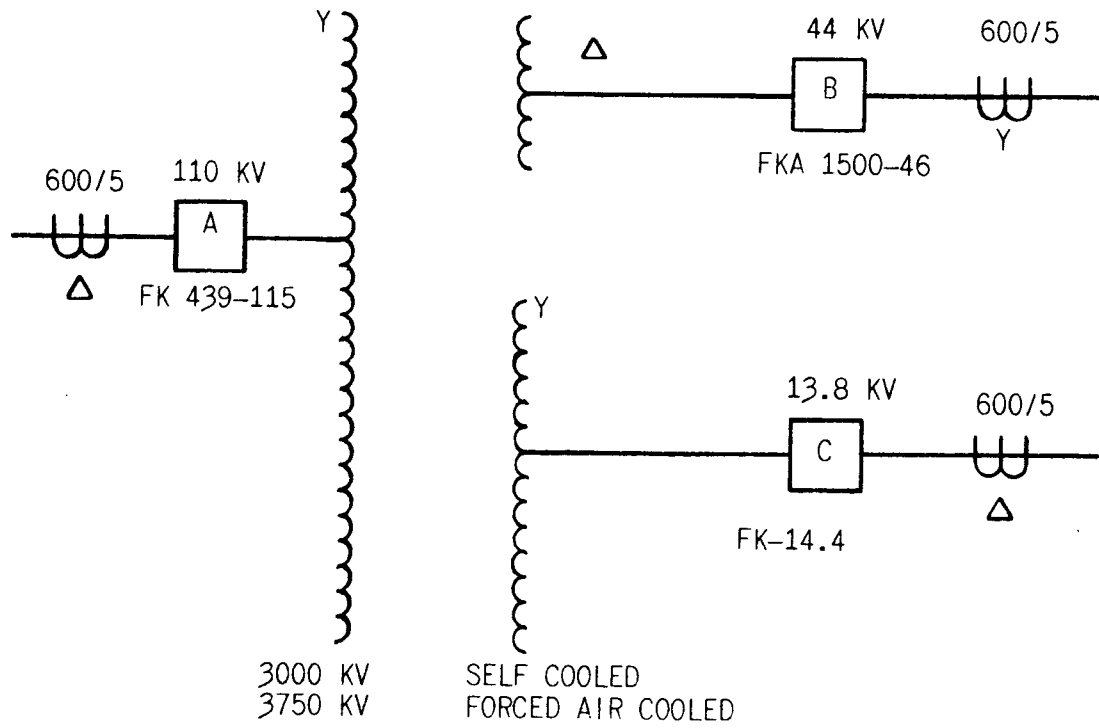 Y
44 KV
600/5
△
B
Y
FKA 1500-46
600/5
110 KV
A
△
FK 439-115
Y
13.8 KV
600/5
C
△
FK-14.4
3000 KV SELF COOLED
3750 KV FORCED AIR COOLED